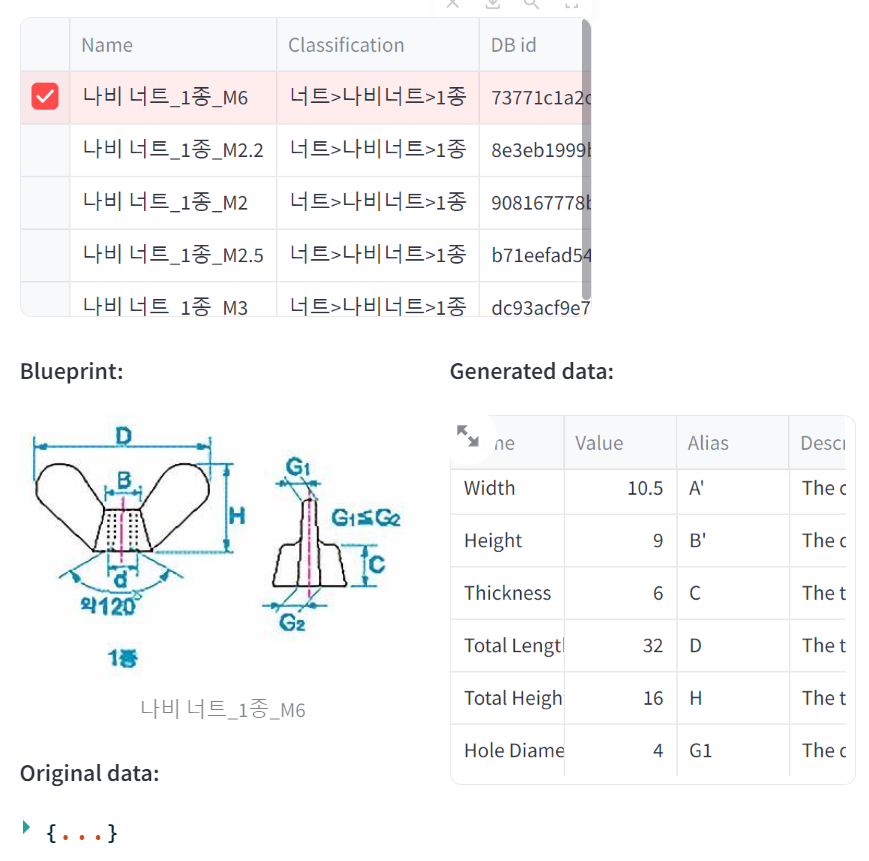 Name Classification DB id
나비 너트_1종_M6 너트>나비너트>1종 73771c1a2c
나비 너트_1종_M2.2 너트>나비너트>1종 8e3eb1999
나비 너트_1종_M2 너트>나비너트>1종 908167778
나비 너트_1종_M2.5 너트>나비너트>1종 b71eefad54
나비 너트_1종_M3 너트>나비너트>1종 dc93acf9e7
Blueprint:
D
B
H
d
약120°
1종
G1
G1≦G2
C
G2
나비 너트_1종_M6
Original data:
{...}
Generated data:
Value Alias
Width 10.5 A' The
Height 9 B' The
Thickness 6 C The
Total 32 D The
Total 16 H The
Hole 4 G1 The